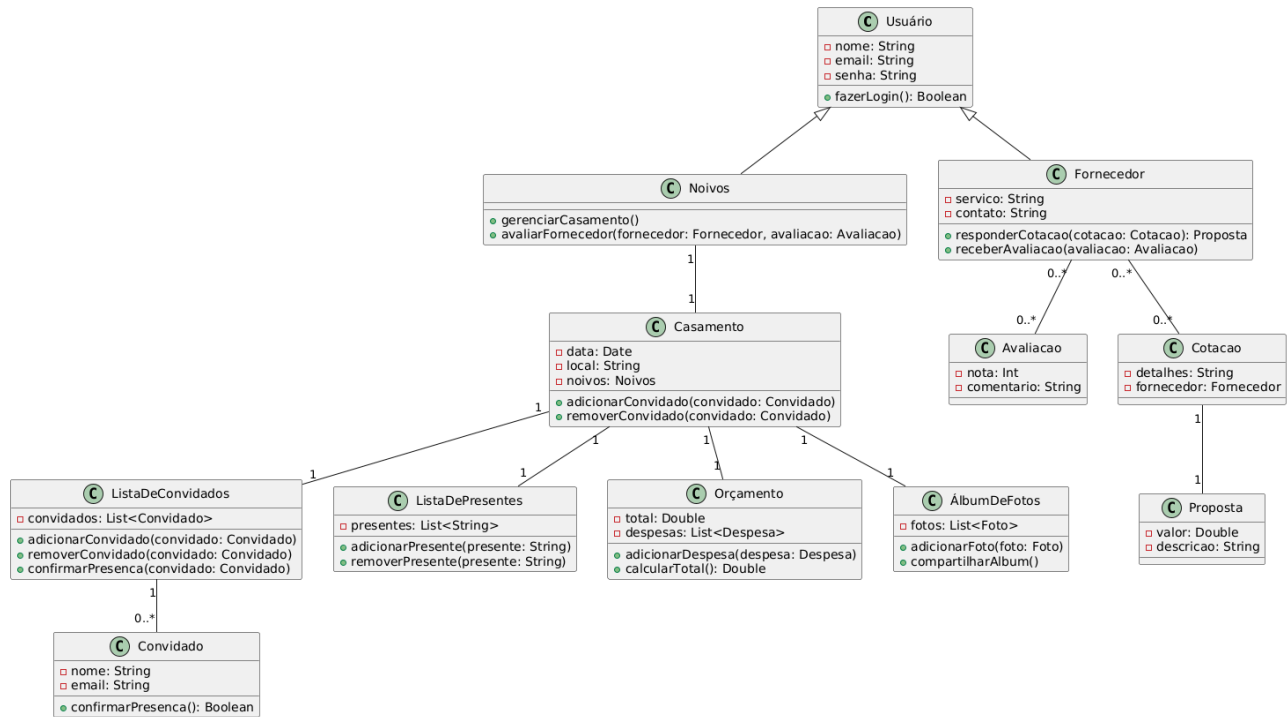 C Usuário
nome: String
email: String
senha: String
fazerLogin(): Boolean
C Noivos
gerenciarCasamento()
avaliarFornecedor(fornecedor: Fornecedor, avaliacao: Avaliacao)
C Fornecedor
servico: String
contato: String
responderCotacao(cotacao: Cotacao): Proposta
receberAvaliacao(avaliacao: Avaliacao)
1
1
0..*
0..*
0..*
0..*
C Casamento
data: Date
local: String
noivos: Noivos
adicionarConvidado(convidado: Convidado)
removerConvidado(convidado: Convidado)
C Avaliacao
nota: Int
comentario: String
C Cotacao
detalhes: String
fornecedor: Fornecedor
1
1
1
1
1
1
1
1
1
1
C ListaDeConvidados
convidados: List<Convidado>
adicionarConvidado(convidado: Convidado)
removerConvidado(convidado: Convidado)
confirmarPresenca(convidado: Convidado)
C ListaDePresentes
presentes: List<String>
adicionarPresente(presente: String)
removerPresente(presente: String)
C Orçamento
total: Double
despesas: List<Despesa>
adicionarDespesa(despesa: Despesa)
calcularTotal(): Double
C ÁlbumDeFotos
fotos: List<Foto>
adicionarFoto(foto: Foto)
compartilharAlbum()
C Proposta
valor: Double
descricao: String
1
0..*
C Convidado
nome: String
email: String
confirmarPresenca(): Boolean